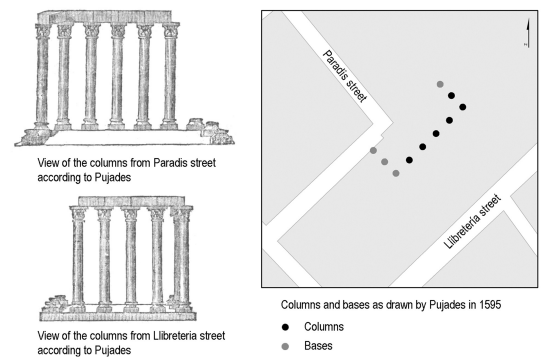 View of the columns from Paradis street
according to Pujades
View of the columns from Llibreteria street
according to Pujades
Paradis street
Llibreteria street
Columns and bases as drawn by Pujades in 1595
Columns
Bases